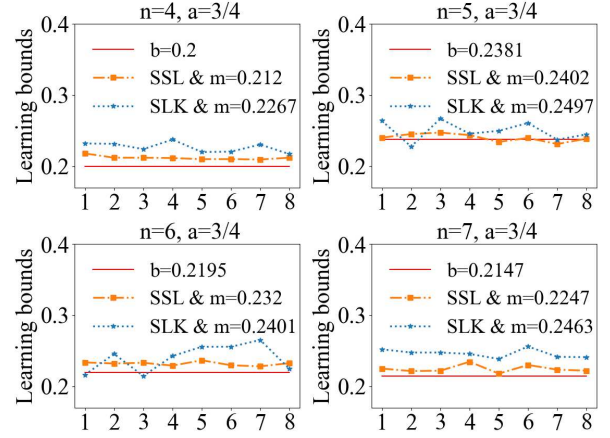 n=4, a=3/4
Learning bounds
0.4
0.3
0.2
b=0.2
SSL & m=0.212
SLK & m=0.2267
1 2 3 4 5 6 7 8
n=5, a=3/4
Learning bounds
0.4
0.3
0.2
b=0.2381
SSL & m=0.2402
SLK & m=0.2497
1 2 3 4 5 6 7 8
n=6, a=3/4
Learning bounds
0.4
0.3
0.2
b=0.2195
SSL & m=0.232
SLK & m=0.2401
1 2 3 4 5 6 7 8
n=7, a=3/4
Learning bounds
0.4
0.3
0.2
b=0.2147
SSL & m=0.2247
SLK & m=0.2463
1 2 3 4 5 6 7 8